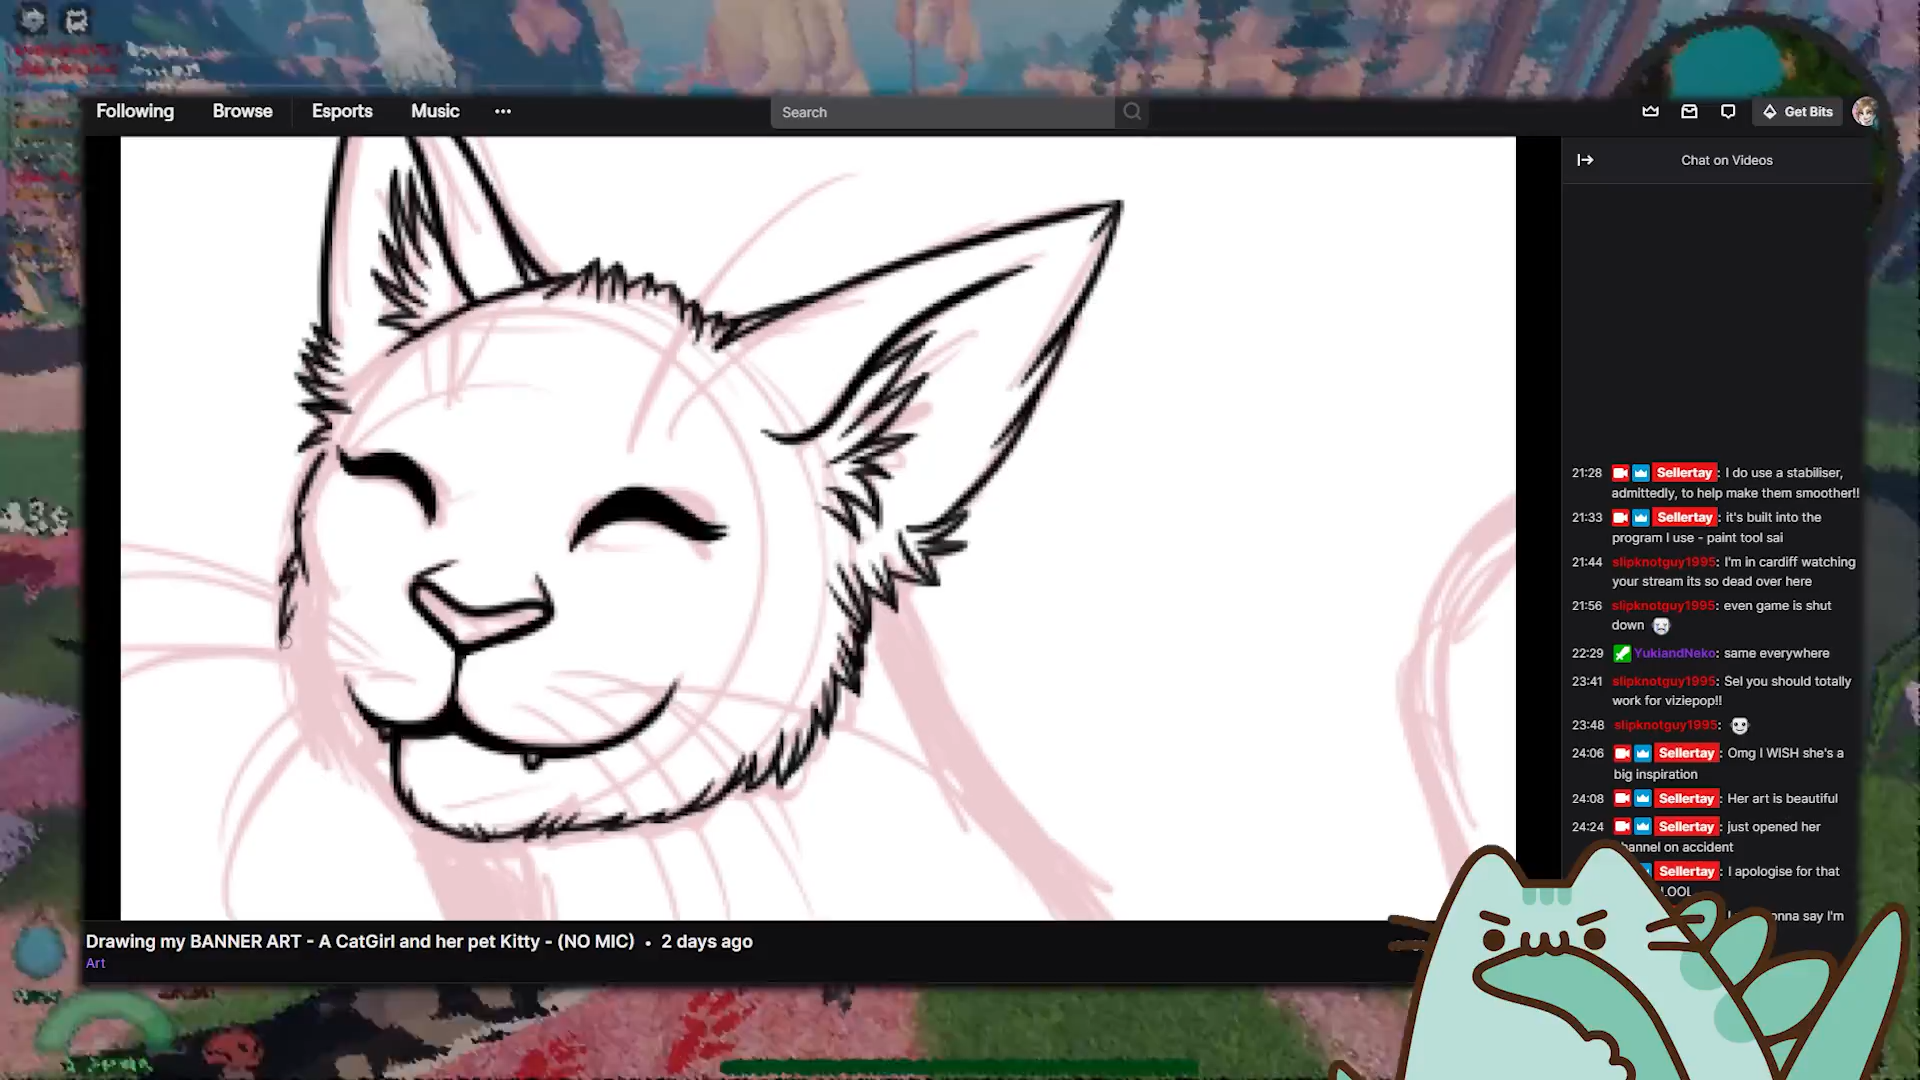 Following Browse Esports Music ...
Search
Get Bits
Chat on Videos
21:28 Sellertay: I do use a stabiliser,
admittedly, to help make them smoother!!
21:33 Sellertay: it's built into the
program I use - paint tool sai
21:44 slipknotguy1995: I'm in cardiff watching
your stream its so dead over here
21:56 slipknotguy1995: even game is shut
down
22:29 YukiandNeko: same everywhere
23:41 slipknotguy1995: Sel you should totally
work for viziepop!!
23:48 slipknotguy1995:
24:06 Sellertay: Omg I WISH she's a
big inspiration
24:08 Sellertay: Her art is beautiful
24:24 Sellertay: just opened her
channel on accident
Sellertay: I apologise for that
LOOL
gonna say I'm
Drawing my BANNER ART - A CatGirl and her pet Kitty - (NO MIC) • 2 days ago
Art